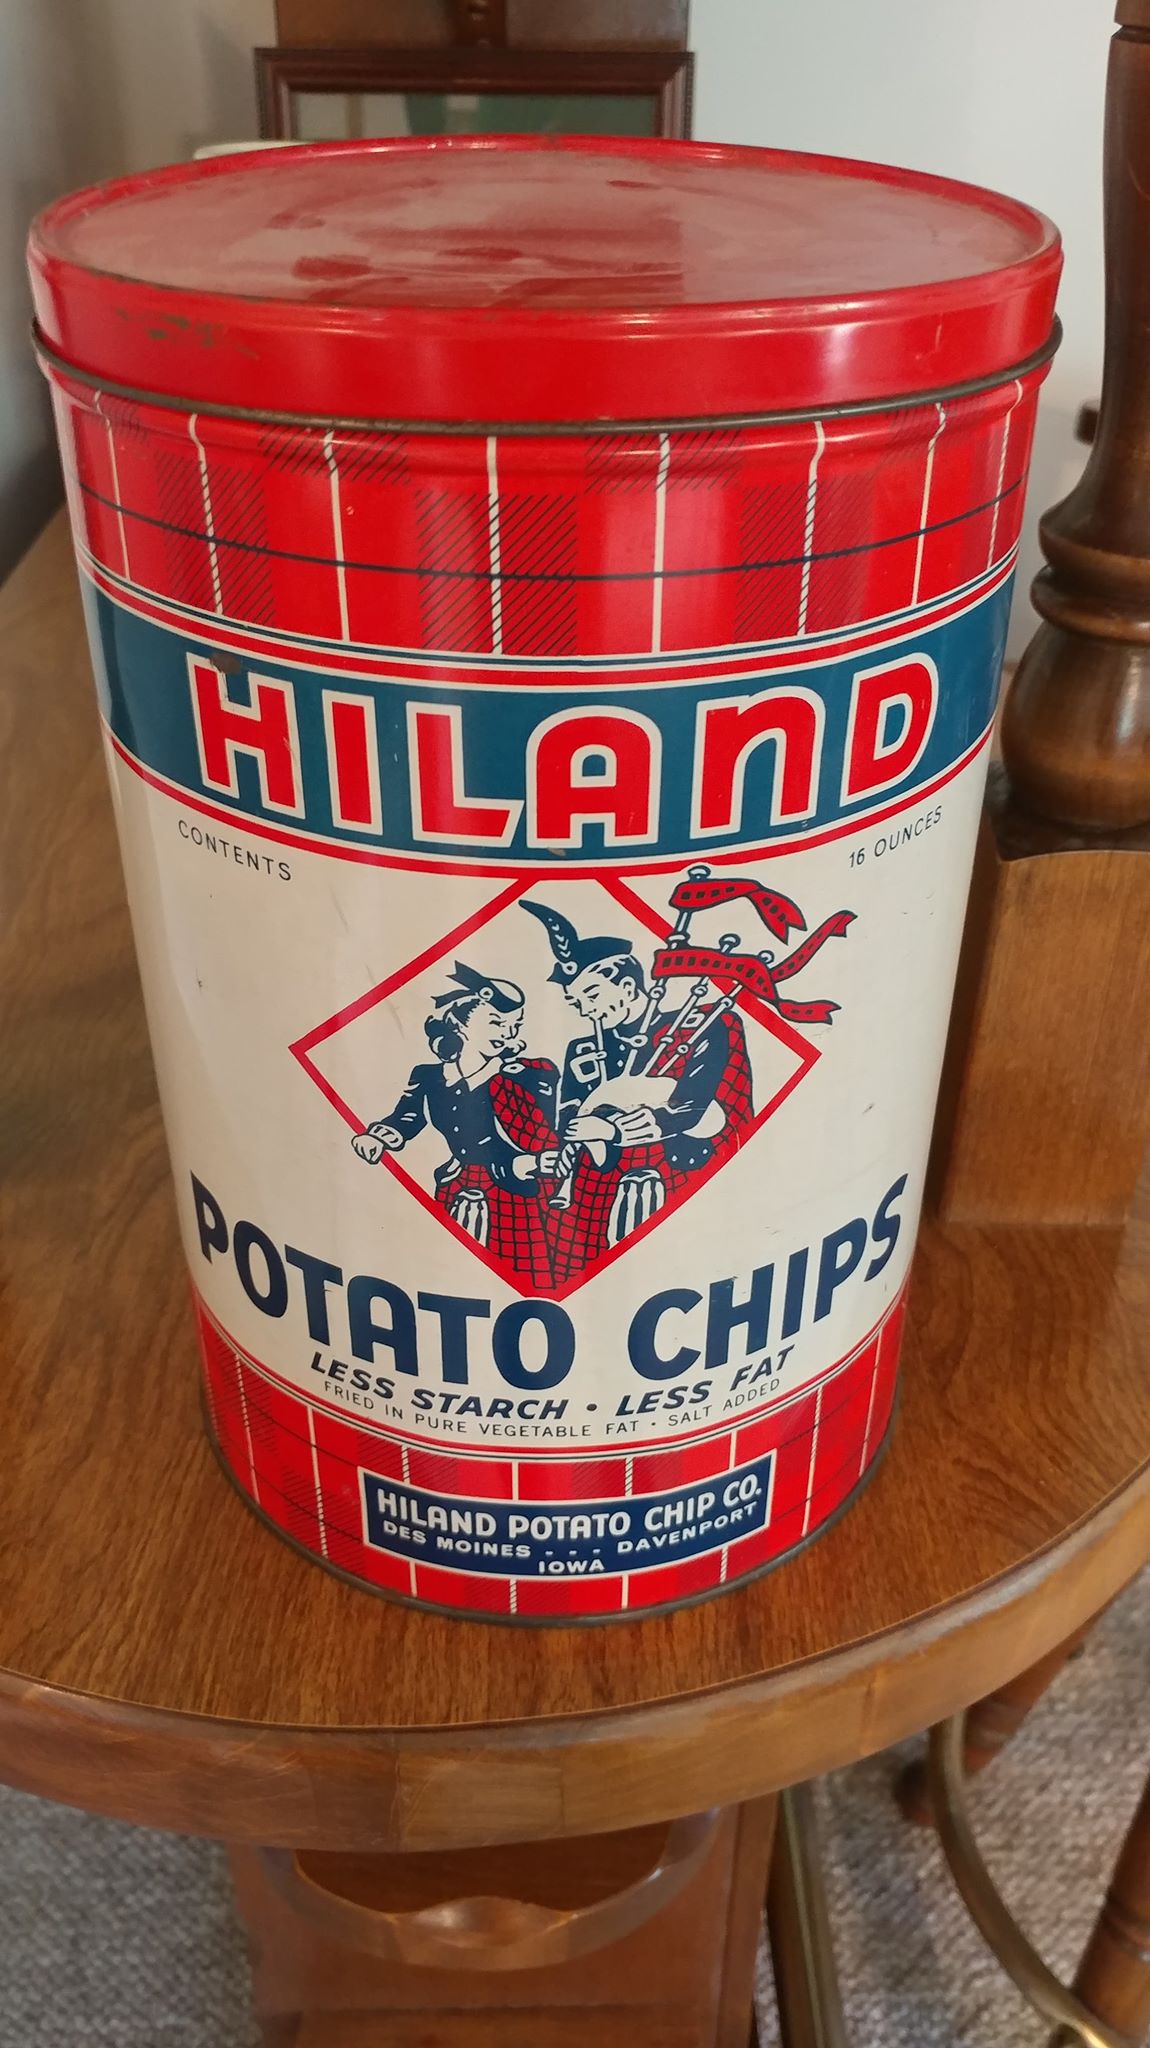 HILAND
CONTENTS 16 OUNCES
POTATO CHIPS
LESS STARCH • LESS FAT
FRIED IN PURE VEGETABLE FAT • SALT ADDED
HILAND POTATO CHIP CO.
DES MOINES - - - DAVENPORT
IOWA